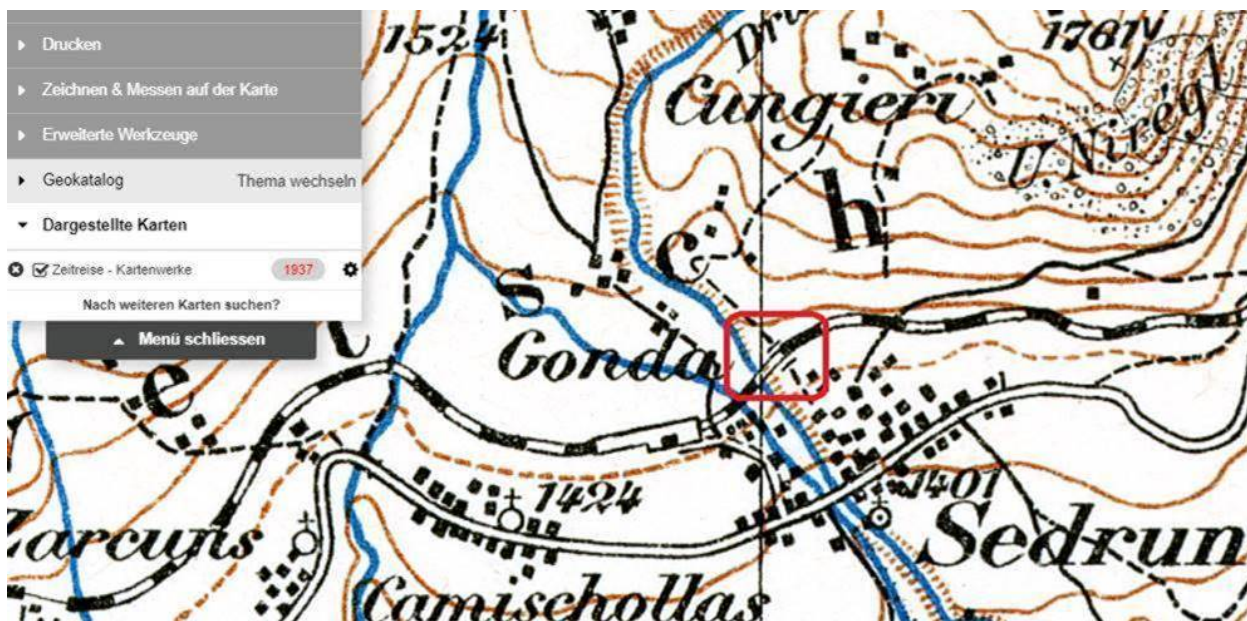 Drucken
Zeichnen & Messen auf der Karte
Erweiterte Werkzeuge
Geokatalog Thema wechseln
Dargestellte Karten
Zeitreise - Kartenwerke 1937
Nach weiteren Karten suchen?
Menü schliessen
1524
1761
Cungieri
Gonda
1424
1401
Zarcuns
Sedrun
Camischollas
s
c
h
e
t